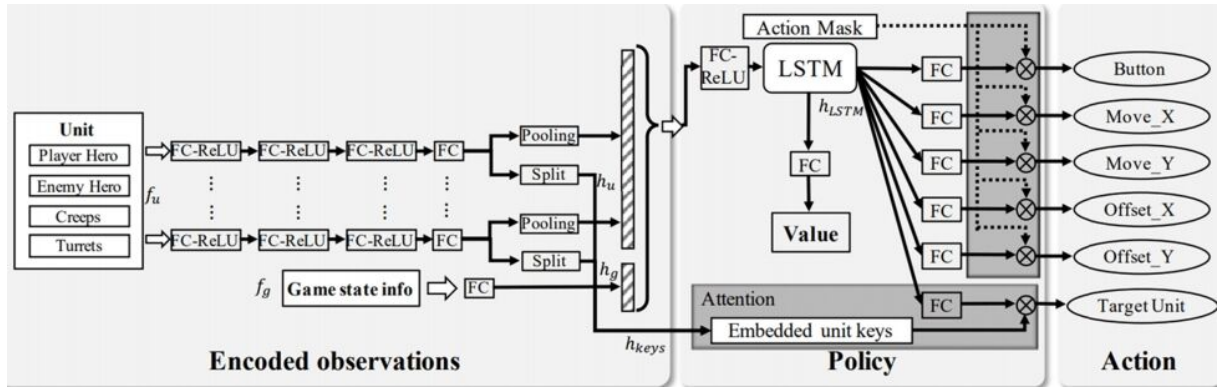 Unit
Player Hero
Enemy Hero
Creeps
Turrets
f_u
FC-ReLU
FC-ReLU
FC-ReLU
FC
Pooling
Split
FC-ReLU
FC-ReLU
FC-ReLU
FC
Pooling
Split
h_u
h_g
f_g
Game state info
FC
h_keys
Encoded observations
Action Mask
FC-
ReLU
LSTM
h_LSTM
FC
Value
FC
FC
FC
FC
FC
Attention
FC
Embedded unit keys
Policy
Button
Move_X
Move_Y
Offset_X
Offset_Y
Target Unit
Action